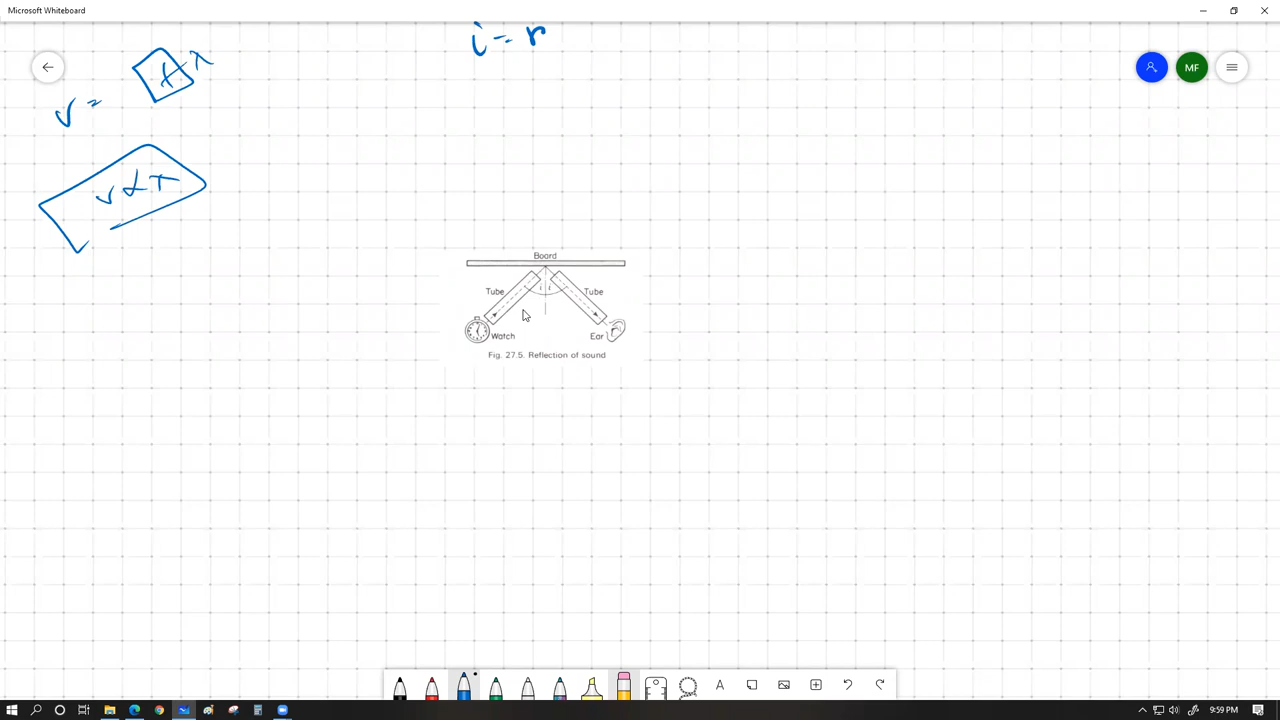 Microsoft Whiteboard
i = r
MF
v = f λ
v ∝ λ
Board
Tube
Tube
i
i
Watch
Ear
Fig. 27.5. Reflection of sound
A
9:59 PM